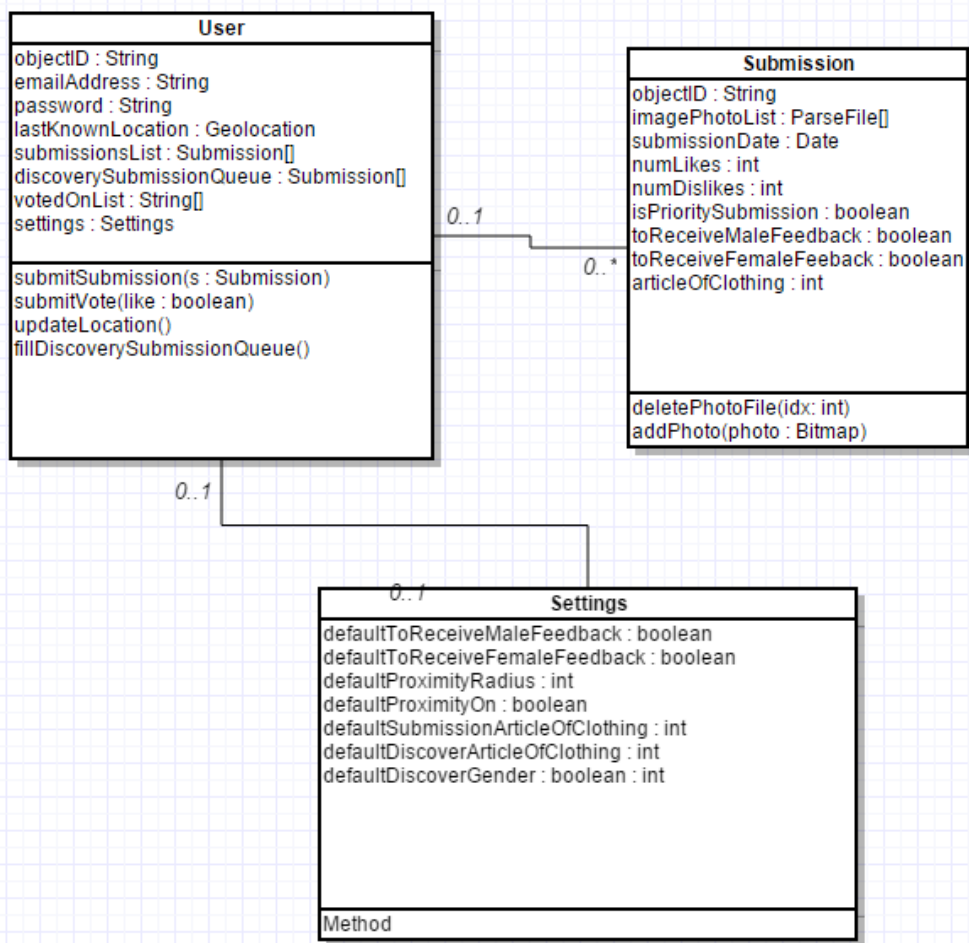 User
objectID : String
emailAddress : String
password : String
lastKnownLocation : Geolocation
submissionsList : Submission[]
discoverySubmissionQueue : Submission[]
votedOnList : String[]
settings : Settings
submitSubmission(s : Submission)
submitVote(like : boolean)
updateLocation()
fillDiscoverySubmissionQueue()
0..1
0..*
Submission
objectID : String
imagePhotoList : ParseFile[]
submissionDate : Date
numLikes : int
numDislikes : int
isPrioritySubmission : boolean
toReceiveMaleFeedback : boolean
toReceiveFemaleFeeback : boolean
articleOfClothing : int
deletePhotoFile(idx: int)
addPhoto(photo : Bitmap)
0..1
0..1
Settings
defaultToReceiveMaleFeedback : boolean
defaultToReceiveFemaleFeedback : boolean
defaultProximityRadius : int
defaultProximityOn : boolean
defaultSubmissionArticleOfClothing : int
defaultDiscoverArticleOfClothing : int
defaultDiscoverGender : boolean : int
Method